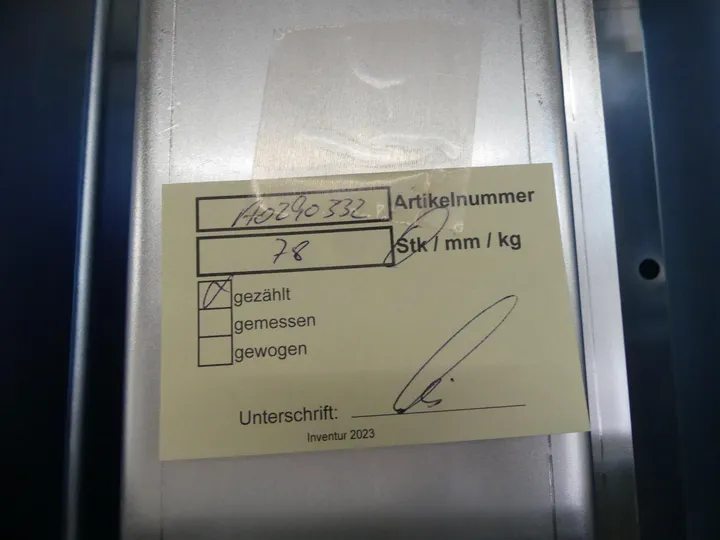 A0290332 Artikelnummer
78 Stk / mm / kg
gezählt
gemessen
gewogen
Unterschrift:
Inventur 2023